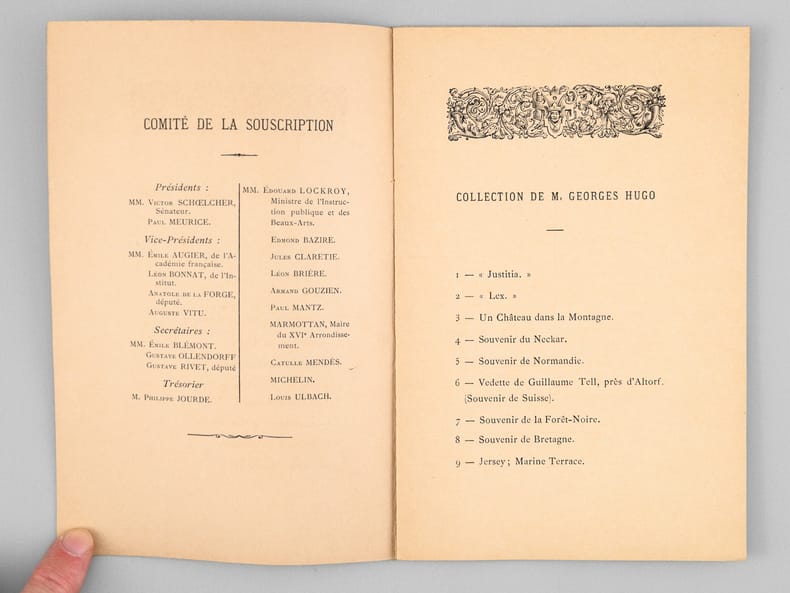 COMITÉ DE LA SOUSCRIPTION
Présidents :
MM. Victor SCHŒLCHER,
Sénateur.
Paul MEURICE.
Vice-Présidents :
MM. Émile AUGIER, de l'A-
cadémie française.
Léon BONNAT, de l'In-
stitut.
Anatole de la FORGE,
député.
Auguste VITU.
Secrétaires :
MM. Émile BLÉMONT.
Gustave OLLENDORFF
Gustave RIVET, député
Trésorier
M. Philippe JOURDE.
MM. Édouard LOCKROY,
Ministre de l'Instruc-
tion publique et des
Beaux-Arts.
Edmond BAZIRE.
Jules CLARETIE.
Léon BRIÈRE.
Armand GOUZIEN.
Paul MANTZ.
MARMOTTAN, Maire
du XVIe Arrondisse-
ment.
Catulle MENDÈS.
MICHELIN.
Louis ULBACH.
COLLECTION DE M. GEORGES HUGO
1 — « Justitia. »
2 — « Lex. »
3 — Un Château dans la Montagne.
4 — Souvenir du Neckar.
5 — Souvenir de Normandie.
6 — Vedette de Guillaume Tell, près d'Altorf.
(Souvenir de Suisse).
7 — Souvenir de la Forêt-Noire.
8 — Souvenir de Bretagne.
9 — Jersey ; Marine Terrace.